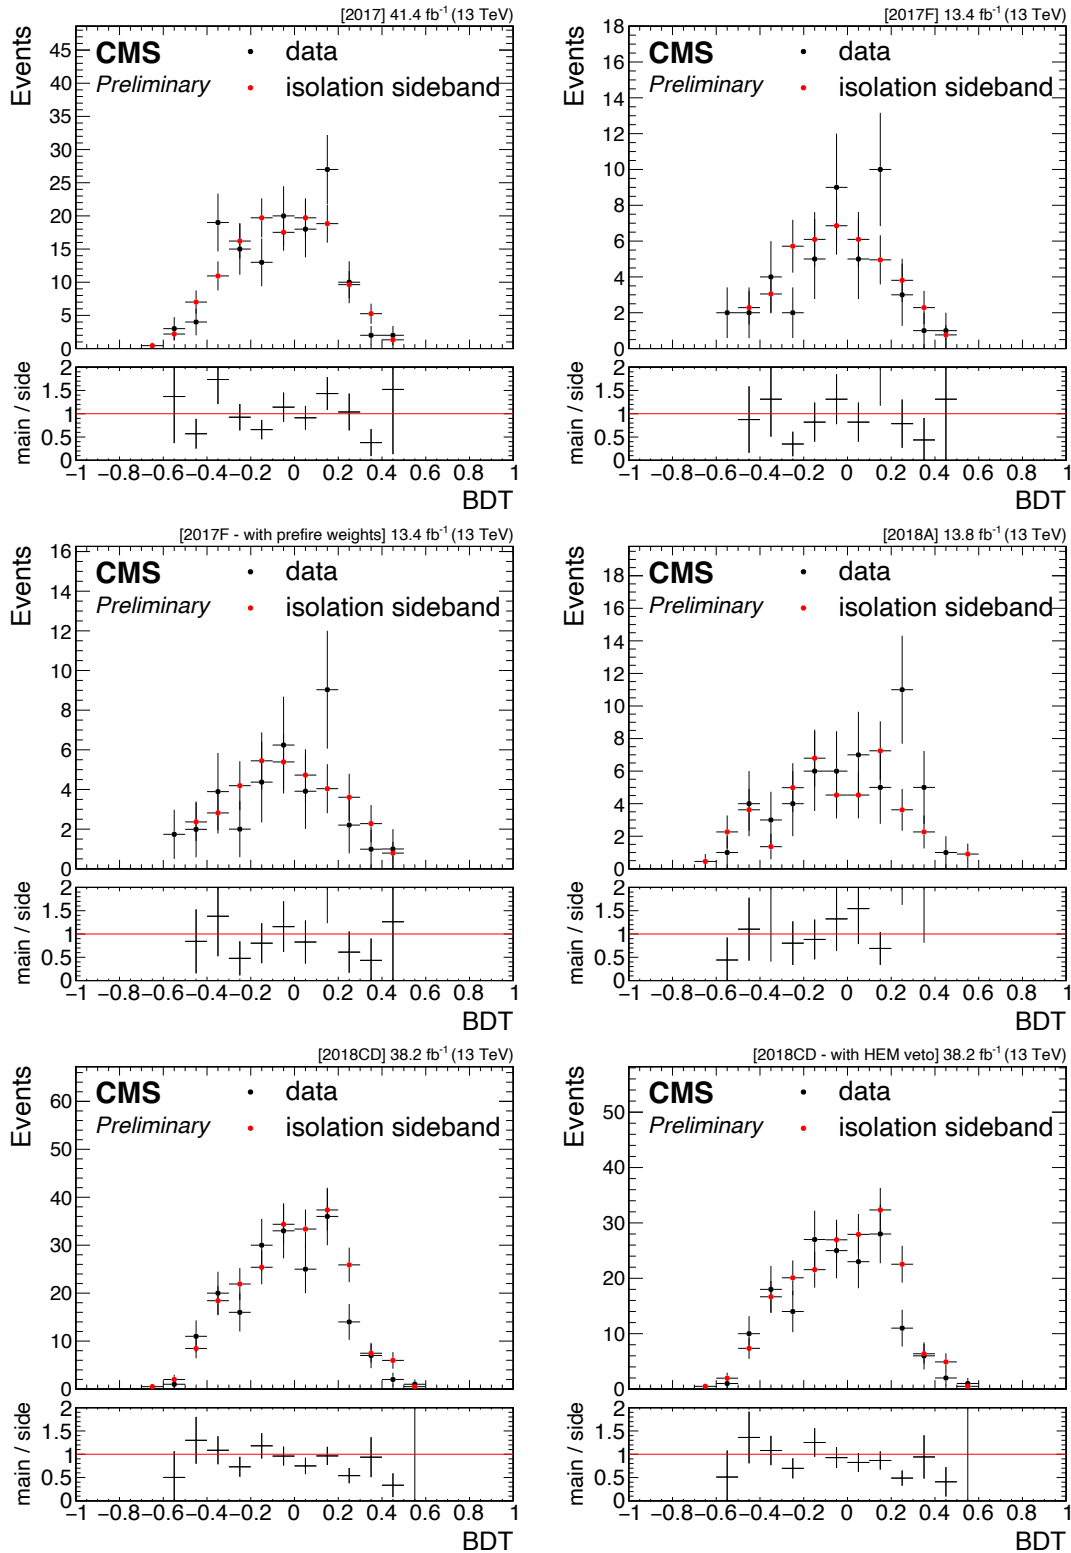 [2017] 41.4 fb⁻¹ (13 TeV)
Events
CMS
Preliminary
data
isolation sideband
45
40
35
30
25
20
15
10
5
0
main / side
2
1.5
1
0.5
0
−1 −0.8 −0.6 −0.4 −0.2 0 0.2 0.4 0.6 0.8 1
BDT
[2017F] 13.4 fb⁻¹ (13 TeV)
Events
CMS
Preliminary
data
isolation sideband
18
16
14
12
10
8
6
4
2
0
main / side
2
1.5
1
0.5
0
−1 −0.8 −0.6 −0.4 −0.2 0 0.2 0.4 0.6 0.8 1
BDT
[2017F - with prefire weights] 13.4 fb⁻¹ (13 TeV)
Events
CMS
Preliminary
data
isolation sideband
16
14
12
10
8
6
4
2
0
main / side
2
1.5
1
0.5
0
−1 −0.8 −0.6 −0.4 −0.2 0 0.2 0.4 0.6 0.8 1
BDT
[2018A] 13.8 fb⁻¹ (13 TeV)
Events
CMS
Preliminary
data
isolation sideband
18
16
14
12
10
8
6
4
2
0
main / side
2
1.5
1
0.5
0
−1 −0.8 −0.6 −0.4 −0.2 0 0.2 0.4 0.6 0.8 1
BDT
[2018CD] 38.2 fb⁻¹ (13 TeV)
Events
CMS
Preliminary
data
isolation sideband
60
50
40
30
20
10
0
main / side
2
1.5
1
0.5
0
−1 −0.8 −0.6 −0.4 −0.2 0 0.2 0.4 0.6 0.8 1
BDT
[2018CD - with HEM veto] 38.2 fb⁻¹ (13 TeV)
Events
CMS
Preliminary
data
isolation sideband
50
40
30
20
10
0
main / side
2
1.5
1
0.5
0
−1 −0.8 −0.6 −0.4 −0.2 0 0.2 0.4 0.6 0.8 1
BDT